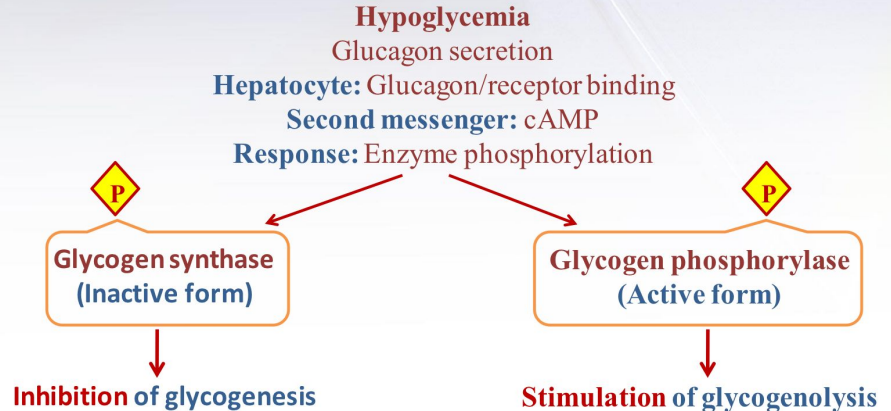 Hypoglycemia
Glucagon secretion
Hepatocyte: Glucagon/receptor binding
Second messenger: cAMP
Response: Enzyme phosphorylation
P
P
Glycogen synthase
(Inactive form)
Glycogen phosphorylase
(Active form)
Inhibition of glycogenesis
Stimulation of glycogenolysis